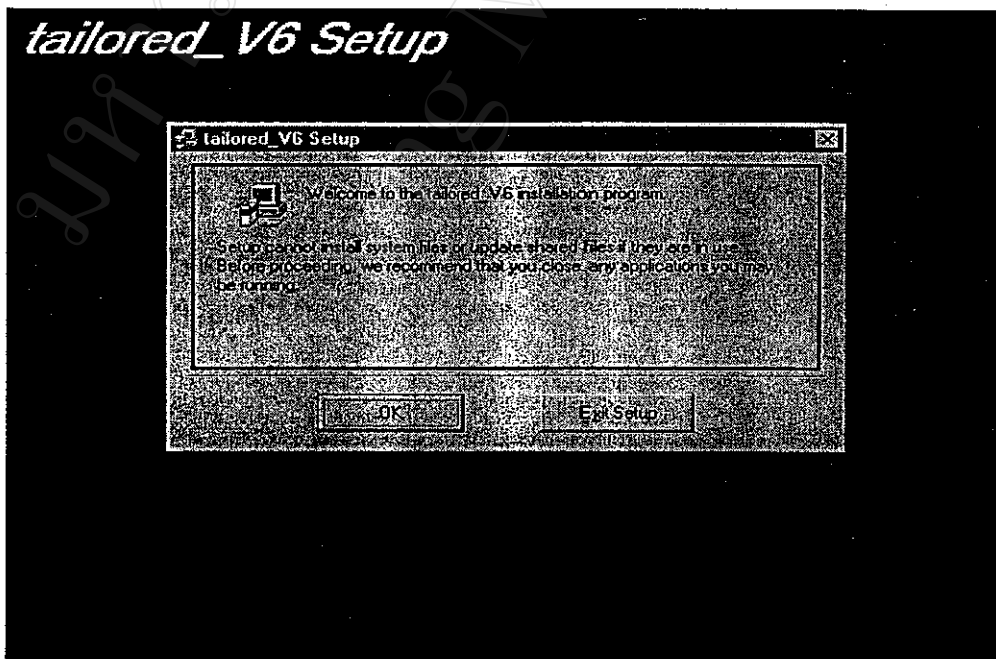 tailored_ V6 Setup
tailored_V6 Setup
Welcome to the tailored_V6 installation program.
Setup cannot install system files or update shared files if they are in use.
Before proceeding, we recommend that you close any applications you may
be running.
OK
Exit Setup